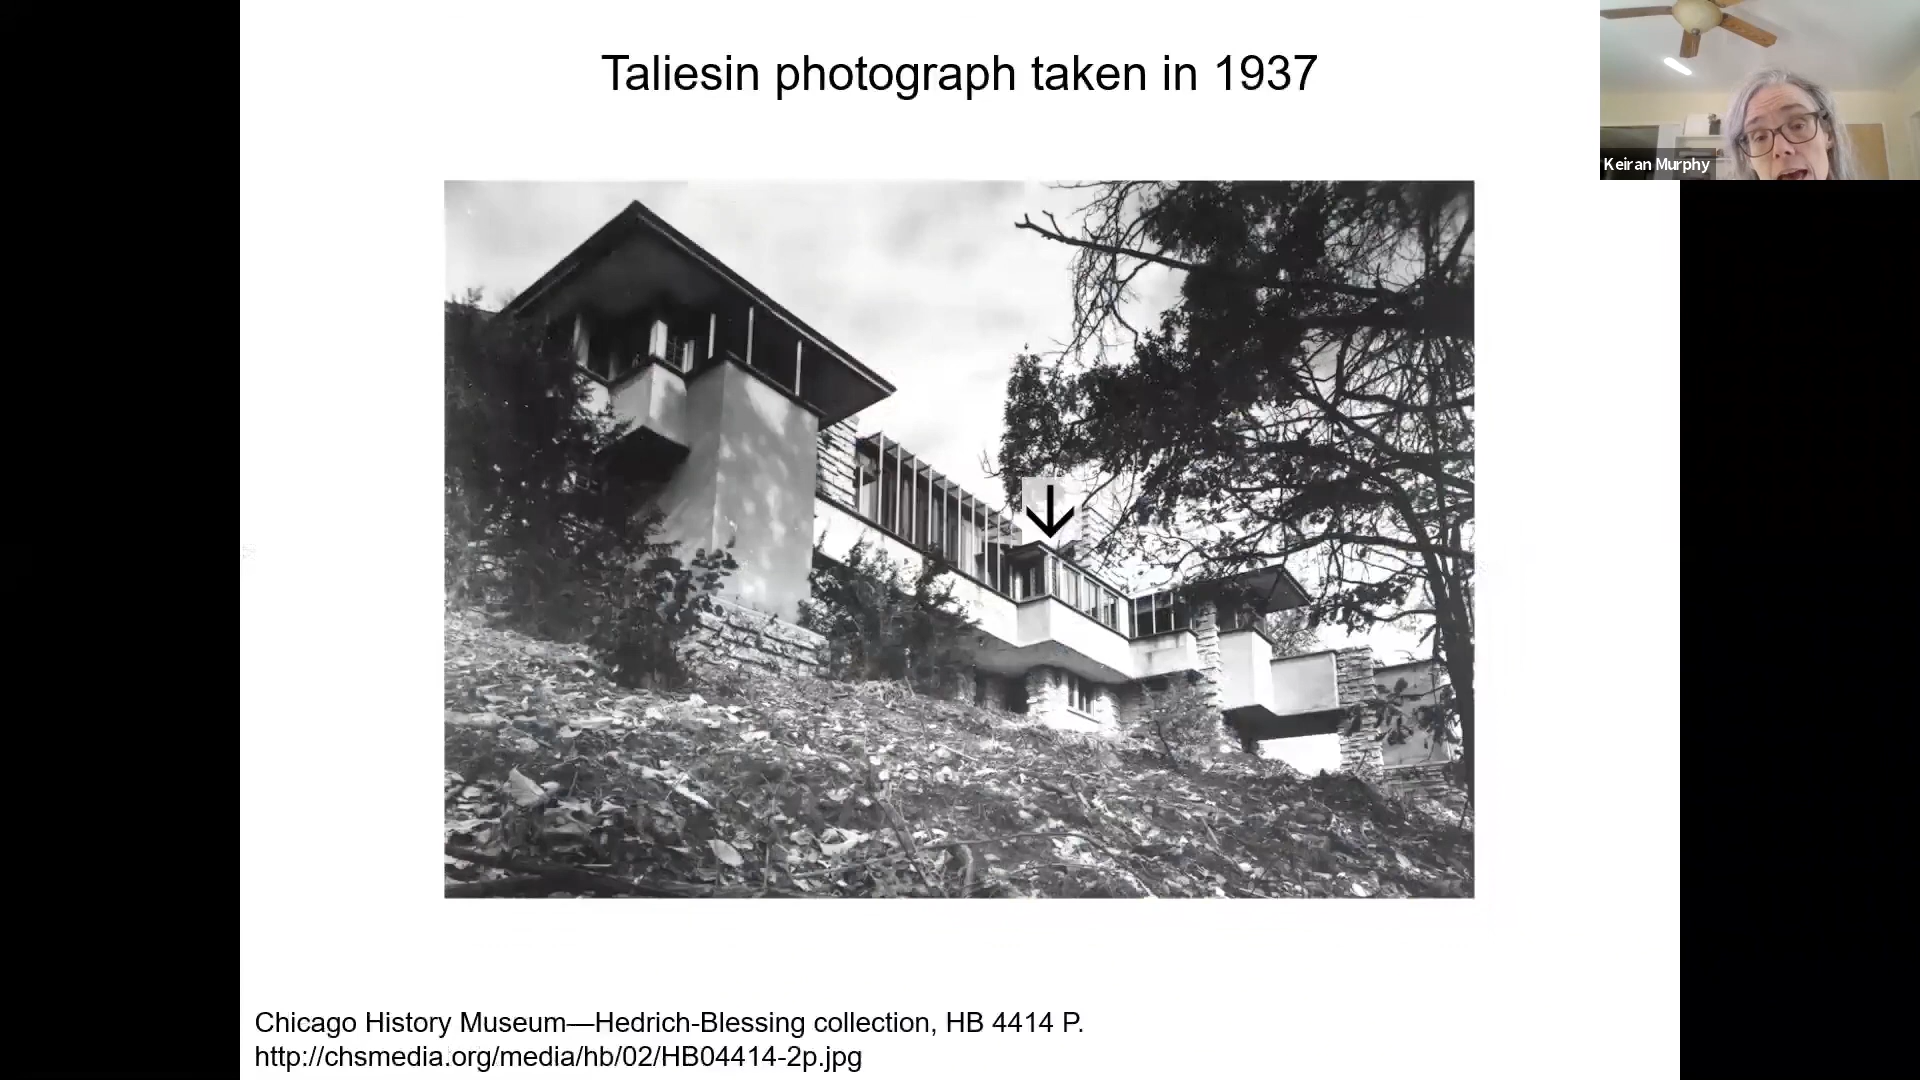 Taliesin photograph taken in 1937
Keiran Murphy
Chicago History Museum—Hedrich-Blessing collection, HB 4414 P.
http://chsmedia.org/media/hb/02/HB04414-2p.jpg